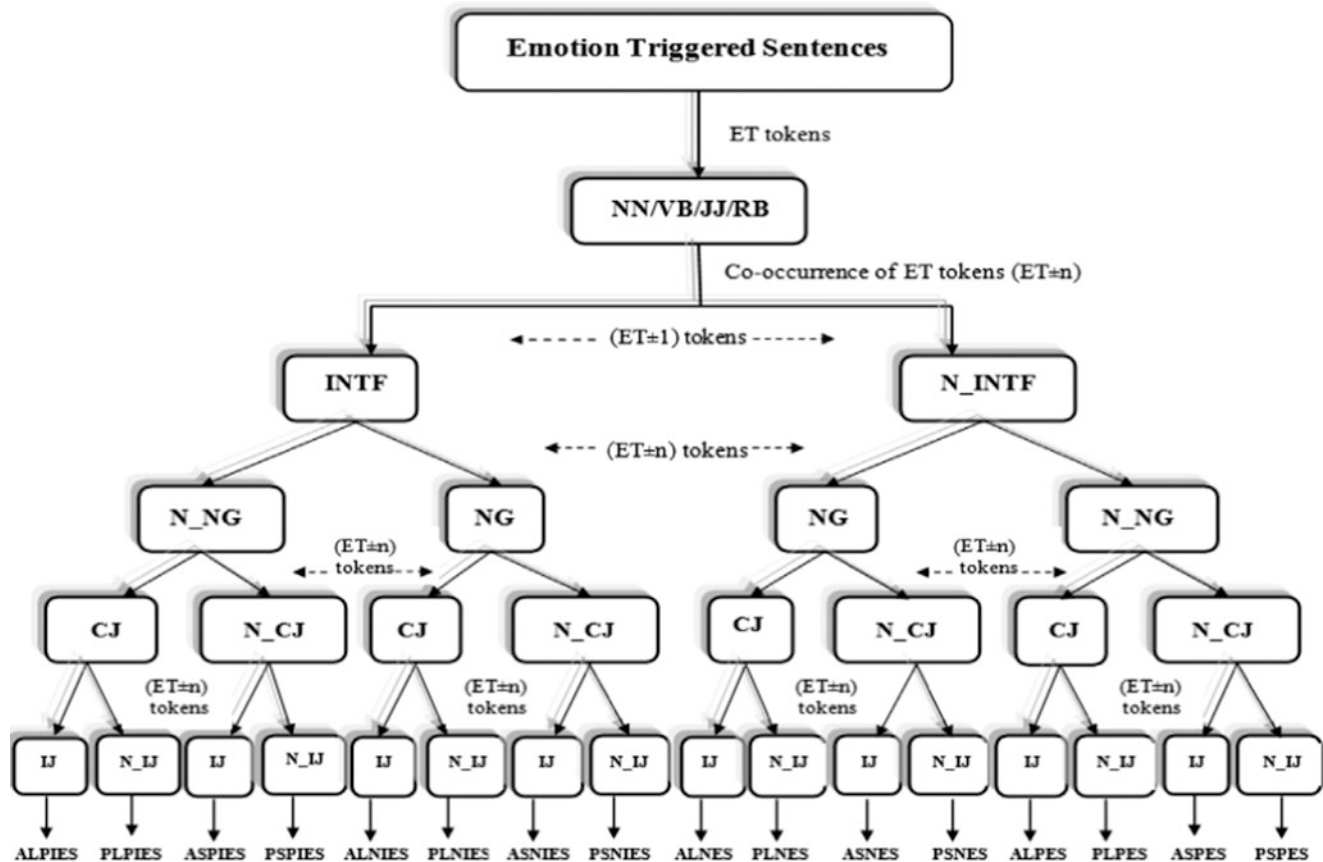 Emotion Triggered Sentences
ET tokens
NN/VB/JJ/RB
Co-occurrence of ET tokens (ET±n)
(ET±1) tokens
INTF N_INTF
(ET±n) tokens
N_NG NG NG N_NG
(ET±n) (ET±n)
tokens tokens
CJ N_CJ CJ N_CJ CJ N_CJ CJ N_CJ
(ET±n) (ET±n) (ET±n) (ET±n)
tokens tokens tokens tokens
IJ N_IJ IJ N_IJ IJ N_IJ IJ N_IJ IJ N_IJ IJ N_IJ IJ N_IJ IJ N_IJ
ALPIES PLPIES ASPIES PSPIES ALNIES PLNIES ASNIES PSNIES ALNES PLNES ASNES PSNES ALPES PLPES ASPES PSPES